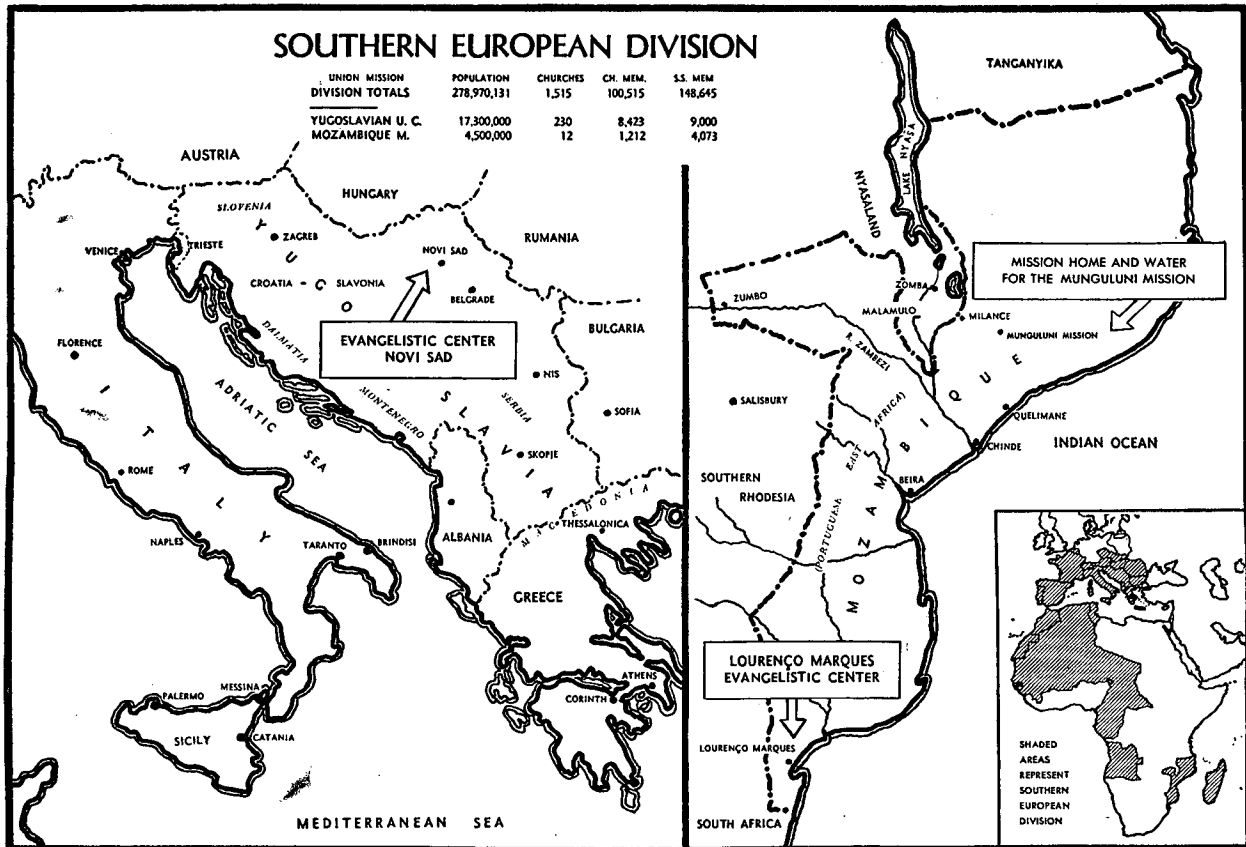 SOUTHERN EUROPEAN DIVISION
UNION MISSION POPULATION CHURCHES CH. MEM. S.S. MEM
DIVISION TOTALS 278,970,131 1,515 100,515 148,645
YUGOSLAVIAN U. C. 17,300,000 230 8,423 9,000
MOZAMBIQUE M. 4,500,000 12 1,212 4,073
AUSTRIA
HUNGARY
SLOVENIA
ZAGREB
VENICE
TRIESTE
NOVI SAD
RUMANIA
CROATIA - SLAVONIA
BELGRADE
YUGOSLAVIA
EVANGELISTIC CENTER
NOVI SAD
BULGARIA
FLORENCE
DALMATIA
NIS
ITALY
ADRIATIC
SEA
MONTENEGRO
SERBIA
SOFIA
ROME
SKOPJE
MACEDONIA
THESSALONICA
NAPLES
TARANTO
BRINDISI
ALBANIA
GREECE
MESSINA
PALERMO
ATHENS
CORINTH
SICILY
CATANIA
MEDITERRANEAN SEA
TANGANYIKA
LAKE NYASA
NYASALAND
MISSION HOME AND WATER
FOR THE MUNGULUNI MISSION
ZUMBO
ZOMBA
MALAMULO
MILANCE
MUNGULUNI MISSION
R. ZAMBEZI
SALISBURY
QUELIMANE
CHINDE
INDIAN OCEAN
SOUTHERN
RHODESIA
BEIRA
(PORTUGUESE EAST AFRICA)
MOZAMBIQUE
LOURENÇO MARQUES
EVANGELISTIC CENTER
LOURENÇO MARQUES
SOUTH AFRICA
SHADED
AREAS
REPRESENT
SOUTHERN
EUROPEAN
DIVISION